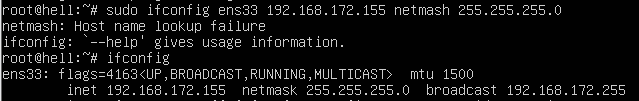 root@hell:~# sudo ifconfig ens33 192.168.172.155 netmash 255.255.255.0
netmash: Host name lookup failure
ifconfig: `--help' gives usage information.
root@hell:~# ifconfig
ens33: flags=4163<UP,BROADCAST,RUNNING,MULTICAST>  mtu 1500
        inet 192.168.172.155  netmask 255.255.255.0  broadcast 192.168.172.255